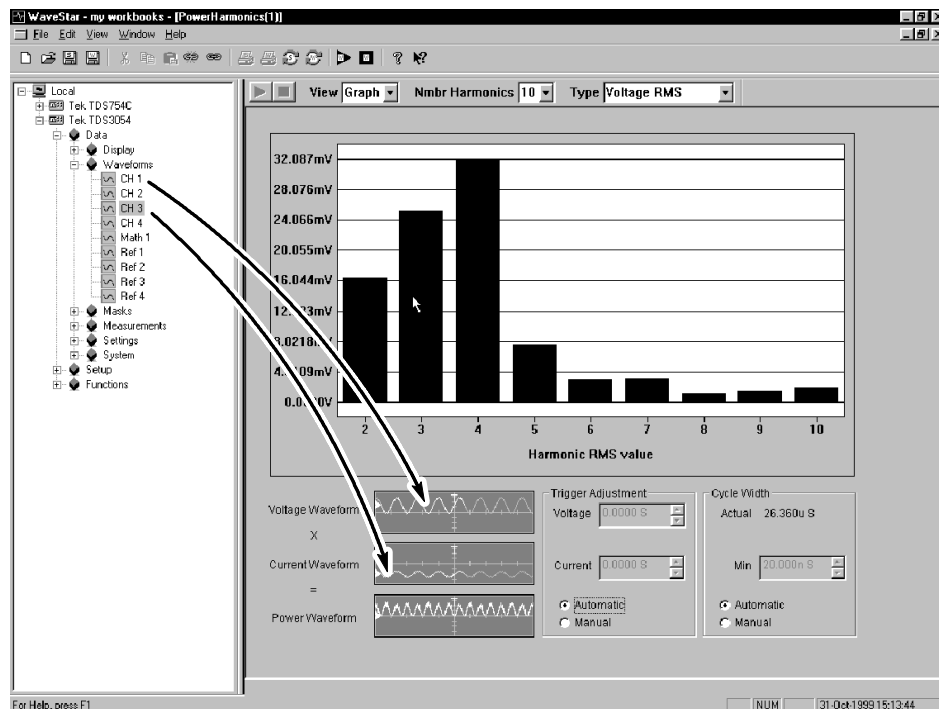 WaveStar - my workbooks - [PowerHarmonics(1)]
File Edit View Window Help
Local
Tek TDS754C
Tek TDS3054
Data
Display
Waveforms
CH 1
CH 2
CH 3
CH 4
Math 1
Ref 1
Ref 2
Ref 3
Ref 4
Masks
Measurements
Settings
System
Setup
Functions
View Graph Nmbr Harmonics 10 Type Voltage RMS
32.087mV
28.076mV
24.066mV
20.055mV
16.044mV
2 3 4 5 6 7 8 9 10
Harmonic RMS value
Voltage Waveform
X
Current Waveform
=
Power Waveform
Trigger Adjustment
Voltage 0.0000 S
Current 0.0000 S
Automatic
Manual
Cycle Width
Actual 26.360u S
Min 20.000n S
Automatic
Manual
For Help, press F1
NUM
31-Oct-1999 15:13:44